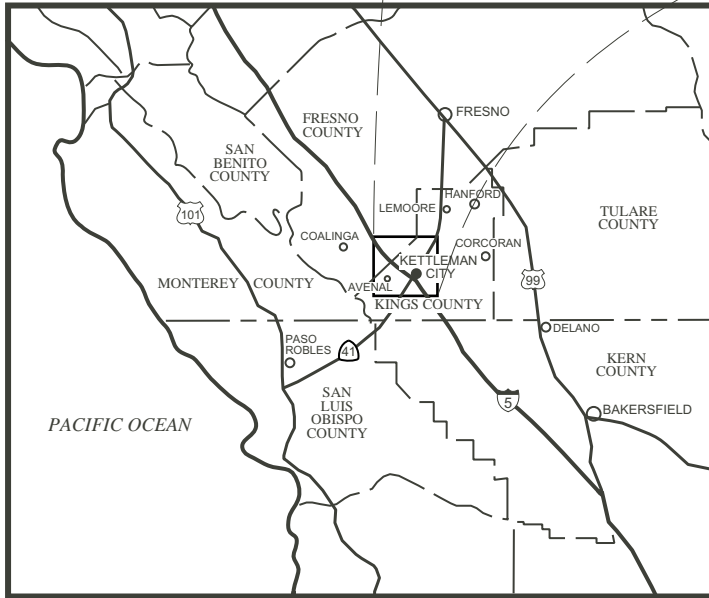 FRESNO
FRESNO
COUNTY
SAN
BENITO
COUNTY
HANFORD
LEMOORE
101
TULARE
COUNTY
COALINGA
CORCORAN
KETTLEMAN
CITY
AVENAL
MONTEREY COUNTY
99
KINGS COUNTY
DELANO
PASO
ROBLES
41
KERN
COUNTY
SAN
LUIS
OBISPO
COUNTY
5
BAKERSFIELD
PACIFIC OCEAN